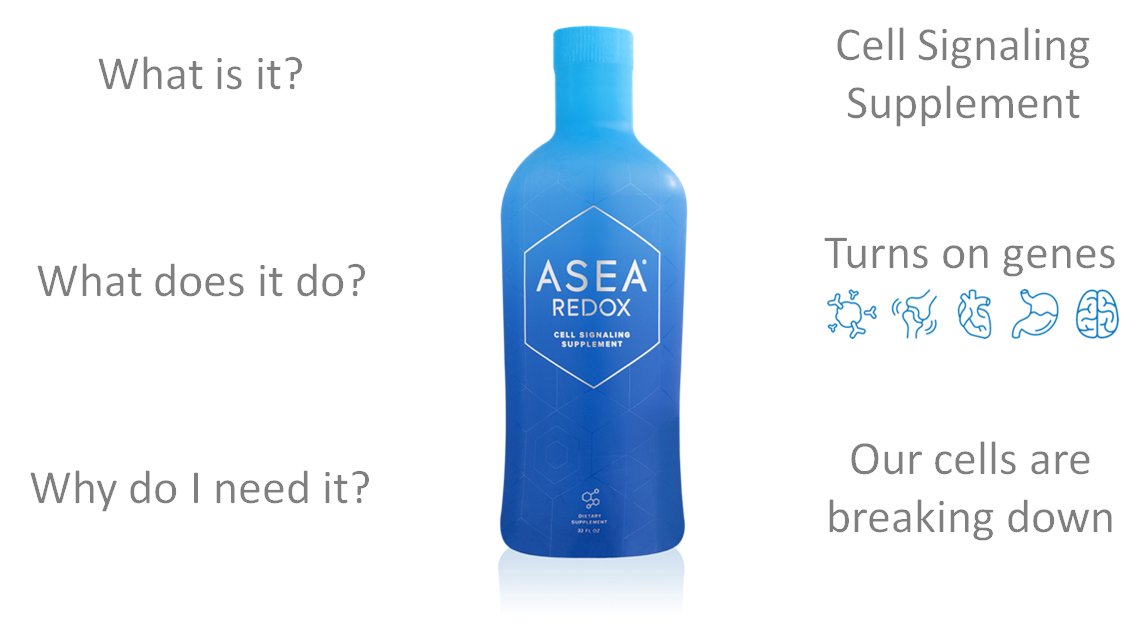 What is it?
Cell Signaling
Supplement
What does it do?
Turns on genes
ASEA
REDOX
CELL SIGNALING
SUPPLEMENT
Why do I need it?
Our cells are
breaking down
DIETARY
SUPPLEMENT
32 FL OZ